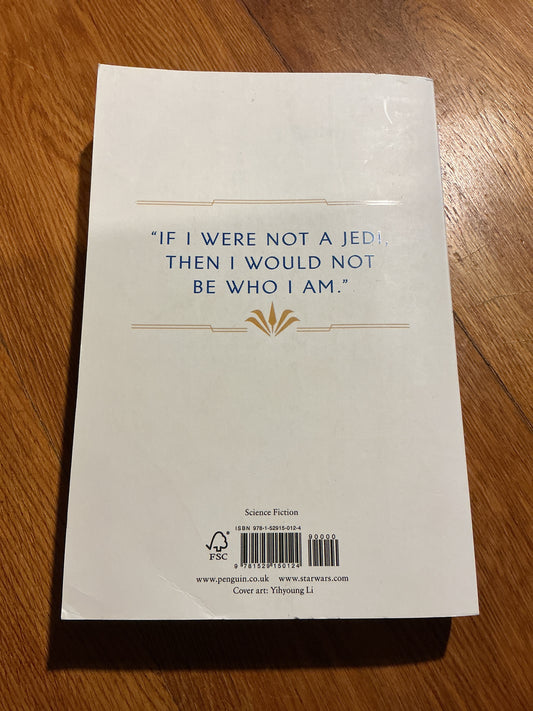 “IF I WERE NOT A JEDI,
THEN I WOULD NOT
BE WHO I AM.”
Science Fiction
ISBN 978-1-52915-012-4
90000
9 781529 150124
FSC
www.penguin.co.uk www.starwars.com
Cover art: Yihyoung Li